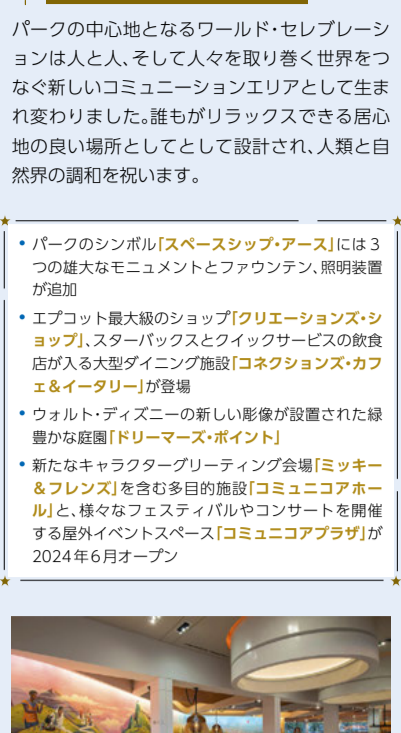 パークの中心地となるワールド・セレブレーシ
ョンは人と人、そして人々を取り巻く世界をつ
なぐ新しいコミュニーションエリアとして生ま
れ変わりました。誰もがリラックスできる居心
地の良い場所としてとして設計され、人類と自
然界の調和を祝います。
• パークのシンボル「スペースシップ・アース」には３
つの雄大なモニュメントとファウンテン、照明装置
が追加
• エプコット最大級のショップ「クリエーションズ・シ
ョップ」、スターバックスとクイックサービスの飲食
店が入る大型ダイニング施設「コネクションズ・カフ
ェ＆イータリー」が登場
• ウォルト・ディズニーの新しい彫像が設置された緑
豊かな庭園「ドリーマーズ・ポイント」
• 新たなキャラクターグリーティング会場「ミッキー
＆フレンズ」を含む多目的施設「コミュニコアホー
ル」と、様々なフェスティバルやコンサートを開催
する屋外イベントスペース「コミュニコアプラザ」が
2024年6月オープン